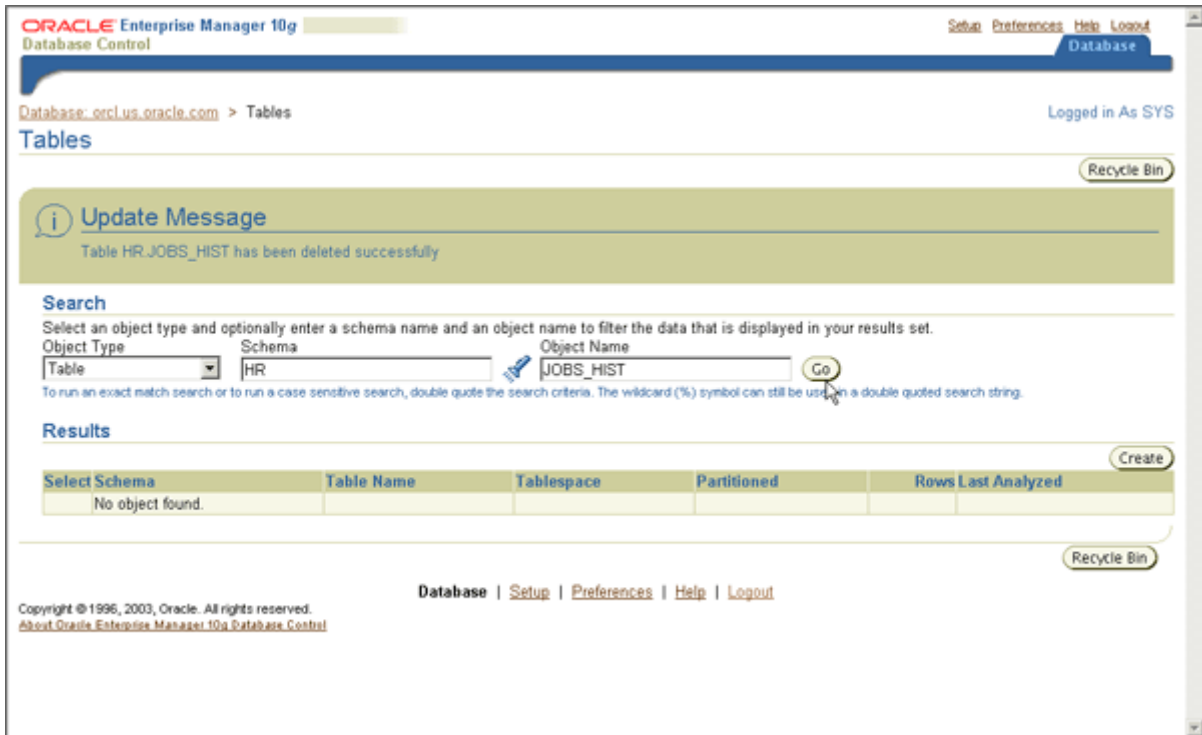 ORACLE Enterprise Manager 10g
Database Control
Setup Preferences Help Logout
Database
Database: orcl.us.oracle.com > Tables
Logged in As SYS
Tables
Recycle Bin
i Update Message
Table HR.JOBS_HIST has been deleted successfully
Search
Select an object type and optionally enter a schema name and an object name to filter the data that is displayed in your results set.
Object Type Schema Object Name
Table HR JOBS_HIST Go
To run an exact match search or to run a case sensitive search, double quote the search criteria. The wildcard (%) symbol can still be used in a double quoted search string.
Results
Create
Select Schema Table Name Tablespace Partitioned Rows Last Analyzed
No object found.
Recycle Bin
Database | Setup | Preferences | Help | Logout
Copyright © 1996, 2003, Oracle. All rights reserved.
About Oracle Enterprise Manager 10g Database Control